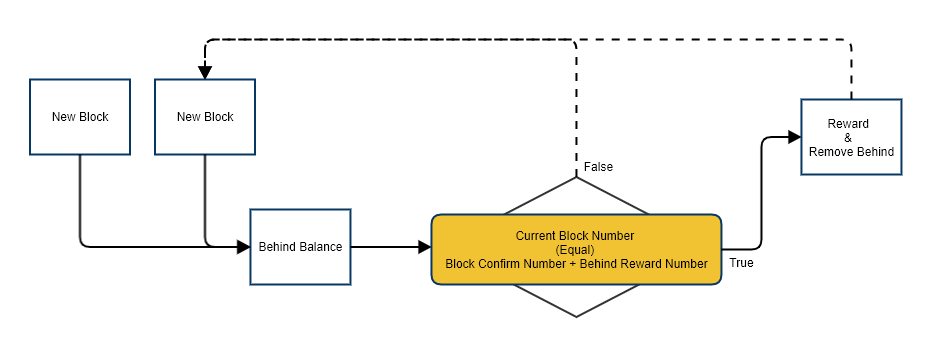 New Block
New Block
Reward
&
Remove Behind
False
Behind Balance
Current Block Number
(Equal)
Block Confirm Number + Behind Reward Number
True